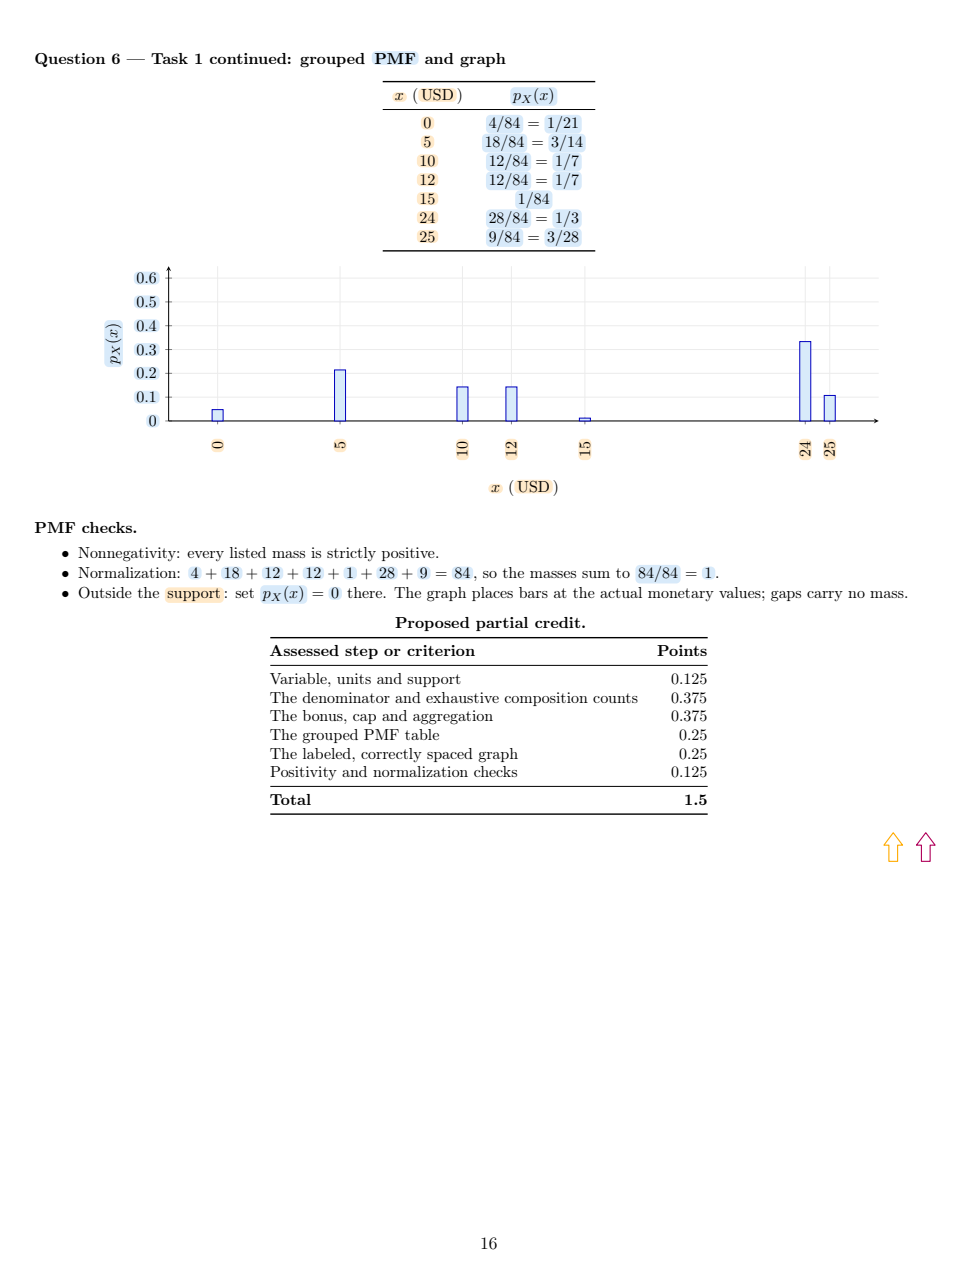 Question 6 — Task 1 continued: grouped PMF and graph
x (USD) pX(x)
0 4/84 = 1/21
5 18/84 = 3/14
10 12/84 = 1/7
12 12/84 = 1/7
15 1/84
24 28/84 = 1/3
25 9/84 = 3/28
0.6
0.5
0.4
0.3
0.2
0.1
0
pX(x)
0 5 10 12 15 24 25
x (USD)
PMF checks.
• Nonnegativity: every listed mass is strictly positive.
• Normalization: 4 + 18 + 12 + 12 + 1 + 28 + 9 = 84, so the masses sum to 84/84 = 1.
• Outside the support: set pX(x) = 0 there. The graph places bars at the actual monetary values; gaps carry no mass.
Proposed partial credit.
Assessed step or criterion Points
Variable, units and support 0.125
The denominator and exhaustive composition counts 0.375
The bonus, cap and aggregation 0.375
The grouped PMF table 0.25
The labeled, correctly spaced graph 0.25
Positivity and normalization checks 0.125
Total 1.5
16